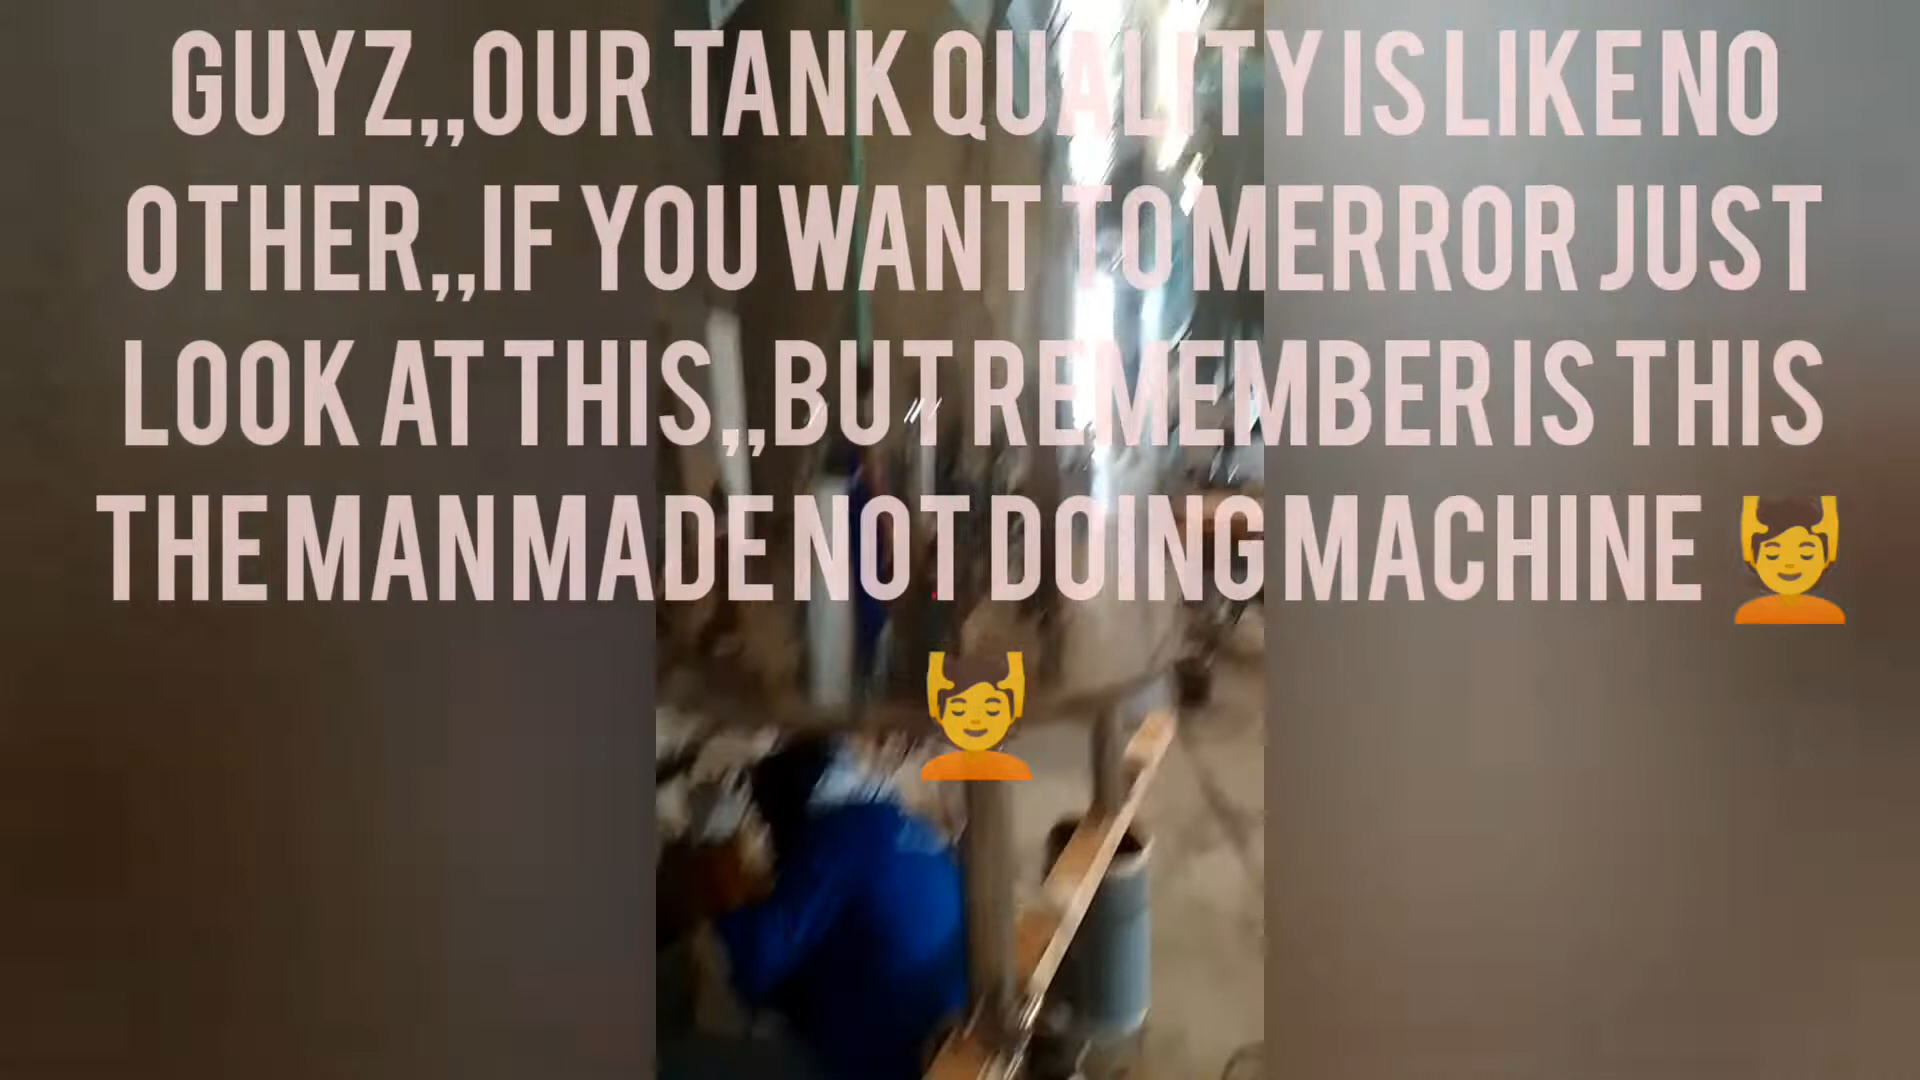 GUYZ,,OUR TANK QUALITY IS LIKE NO
OTHER,,IF YOU WANT TO MERROR JUST
LOOK AT THIS,,BUT REMEMBER IS THIS
THE MAN MADE NOT DOING MACHINE 💆
💆